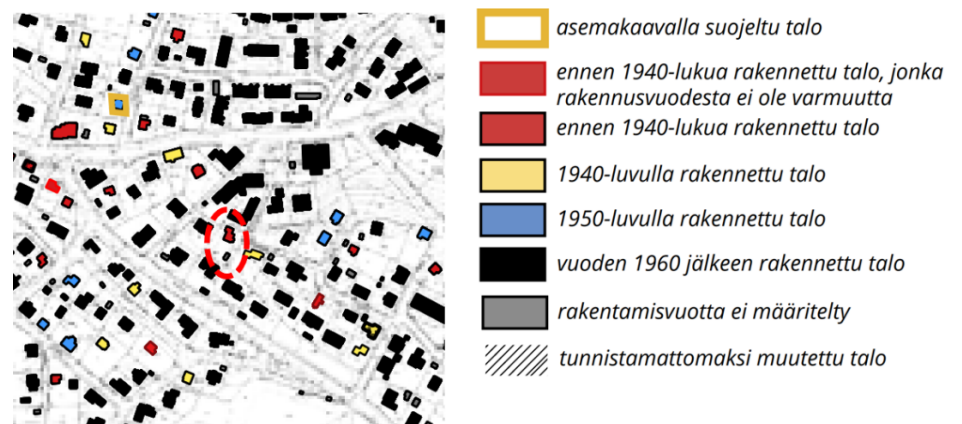 asemakaavalla suojeltu talo
ennen 1940-lukua rakennettu talo, jonka
rakennusvuodesta ei ole varmuutta
ennen 1940-lukua rakennettu talo
1940-luvulla rakennettu talo
1950-luvulla rakennettu talo
vuoden 1960 jälkeen rakennettu talo
rakentamisvuotta ei määritelty
tunnistamattomaksi muutettu talo